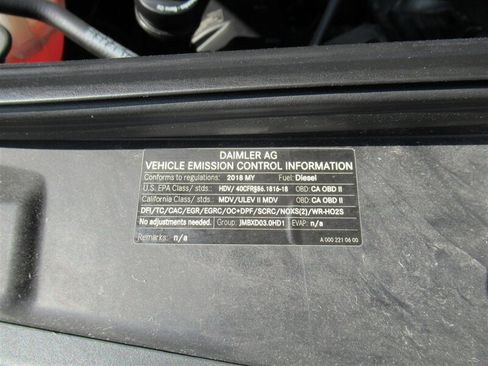 DAIMLER AG
VEHICLE EMISSION CONTROL INFORMATION
Conforms to regulations: 2018 MY Fuel: Diesel
U.S. EPA Class/ stds.: HDV/ 40CFR§86.1816-18 OBD: CA OBD II
California Class/ stds.: MDV/ULEV II MDV OBD: CA OBD II
DFI/TC/CAC/EGR/EGRC/OC+DPF/SCRC/NOXS(2)/WR-HO2S
No adjustments needed. Group: JMBXD03.0HD1 EVAP: n/a
Remarks: n/a
A 000 221 06 00